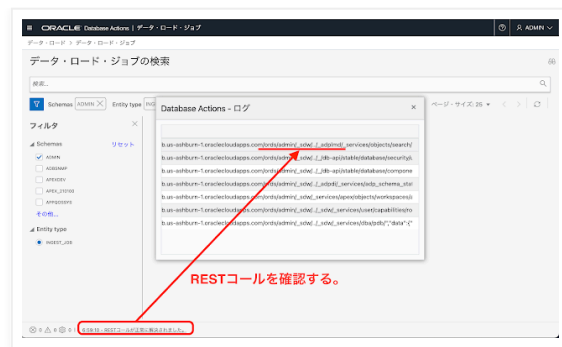 ORACLE Database Actions | データ・ロード・ジョブ
ADMIN
データ・ロード > データ・ロード・ジョブ
データ・ロード・ジョブの検索
検索...
Schemas ADMIN Entity type
ページ・サイズ: 25
フィルタ
Schemas リセット
ADMIN
その他...
Entity type
INGEST_JOB
Database Actions - ログ
b.us-ashburn-1.oraclecloudapps.com/ords/admin/_sdw/._/_adplmd/_services/objects/search/
b.us-ashburn-1.oraclecloudapps.com/ords/admin/_sdw/._/_/db-api/stable/database/security/
b.us-ashburn-1.oraclecloudapps.com/ords/admin/_sdw/._/_/db-api/stable/database/compone
b.us-ashburn-1.oraclecloudapps.com/ords/admin/_sdw/._/_adpdi/_services/adp_schema_stat
b.us-ashburn-1.oraclecloudapps.com/ords/admin/_sdw/_services/apex/objects/workspaces/
b.us-ashburn-1.oraclecloudapps.com/ords/admin/_sdw/._/_sdw/_services/user/capabilities/ro
b.us-ashburn-1.oraclecloudapps.com/ords/admin/_sdw/._/_sdw/_services/dba/pdb/","data":{"
RESTコールを確認する。
RESTコールが正常に解決されました。